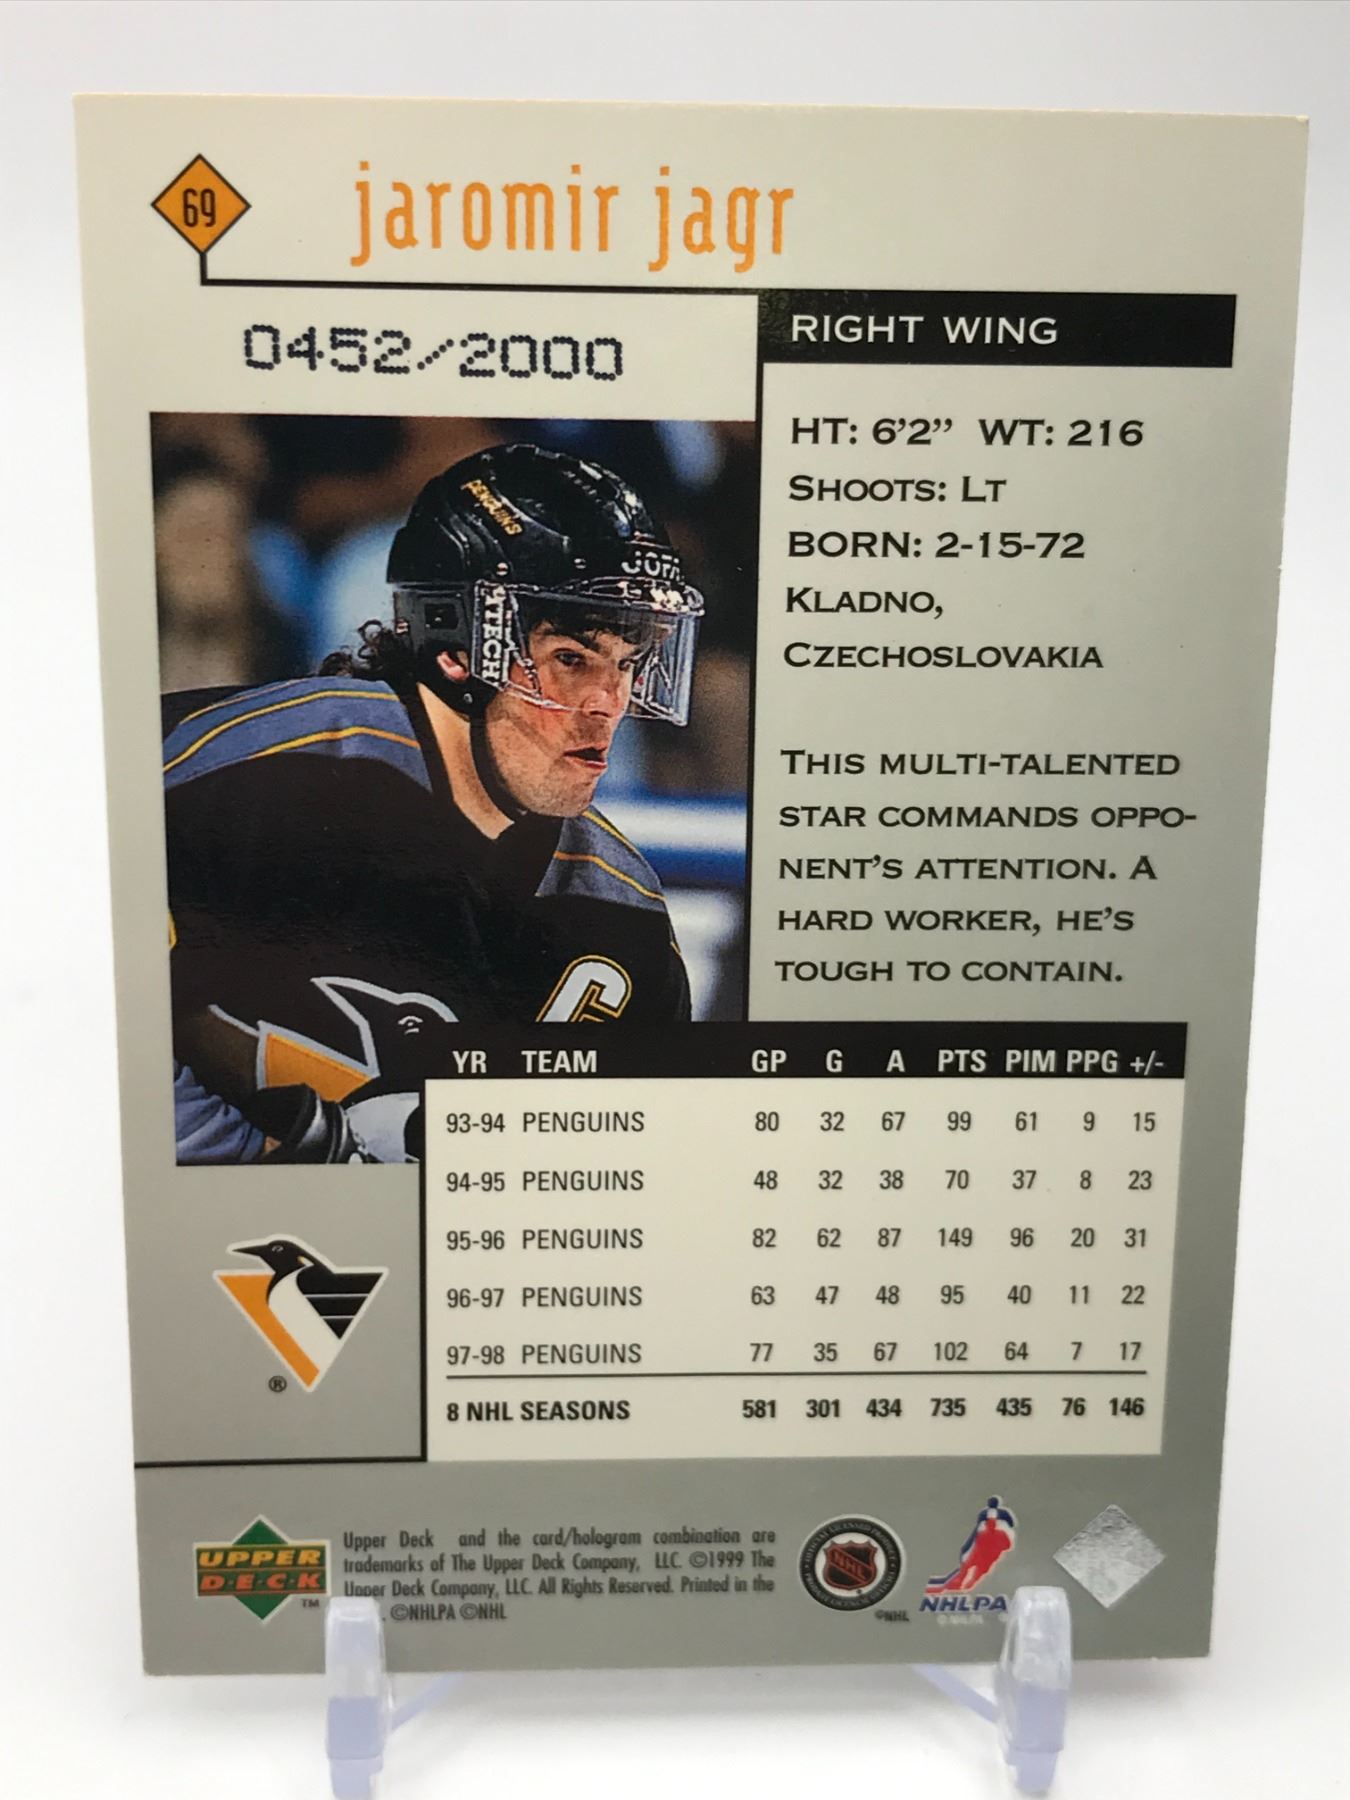 69
jaromir jagr
0452/2000
RIGHT WING
HT: 6'2" WT: 216
SHOOTS: LT
BORN: 2-15-72
KLADNO,
CZECHOSLOVAKIA
THIS MULTI-TALENTED
STAR COMMANDS OPPO-
NENT'S ATTENTION. A
HARD WORKER, HE'S
TOUGH TO CONTAIN.
PENGUINS
JOFA
TECH
YR TEAM GP G A PTS PIM PPG +/-
93-94 PENGUINS 80 32 67 99 61 9 15
94-95 PENGUINS 48 32 38 70 37 8 23
95-96 PENGUINS 82 62 87 149 96 20 31
96-97 PENGUINS 63 47 48 95 40 11 22
97-98 PENGUINS 77 35 67 102 64 7 17
8 NHL SEASONS 581 301 434 735 435 76 146
®
UPPER
D·E·C·K
TM
Upper Deck and the card/hologram combination are
trademarks of The Upper Deck Company, LLC. ©1999 The
Upper Deck Company, LLC. All Rights Reserved. Printed in the
. ©NHLPA ©NHL
NHL
©NHL
NHLPA